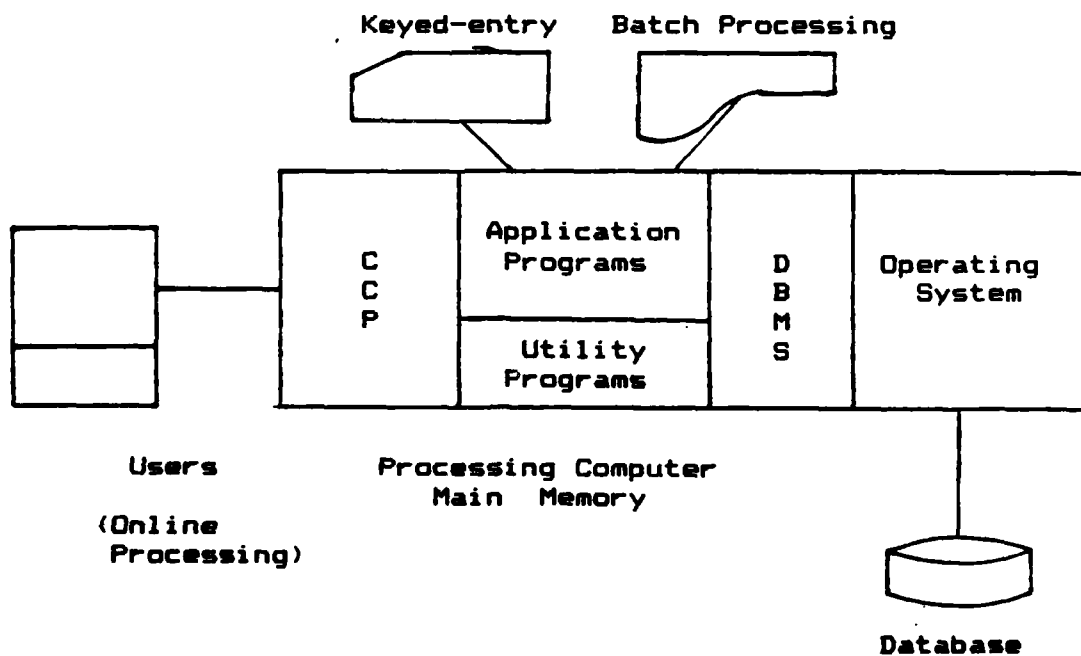 Keyed-entry Batch Processing
C
C
P
Application
Programs
Utility
Programs
D
B
M
S
Operating
System
Users
(Online
Processing)
Processing Computer
Main Memory
Database